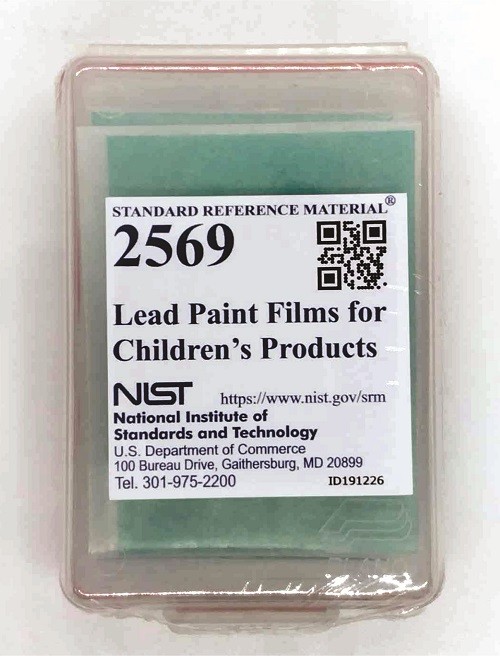 STANDARD REFERENCE MATERIAL®
2569
Lead Paint Films for
Children's Products
NIST https://www.nist.gov/srm
National Institute of
Standards and Technology
U.S. Department of Commerce
100 Bureau Drive, Gaithersburg, MD 20899
Tel. 301-975-2200 ID191226